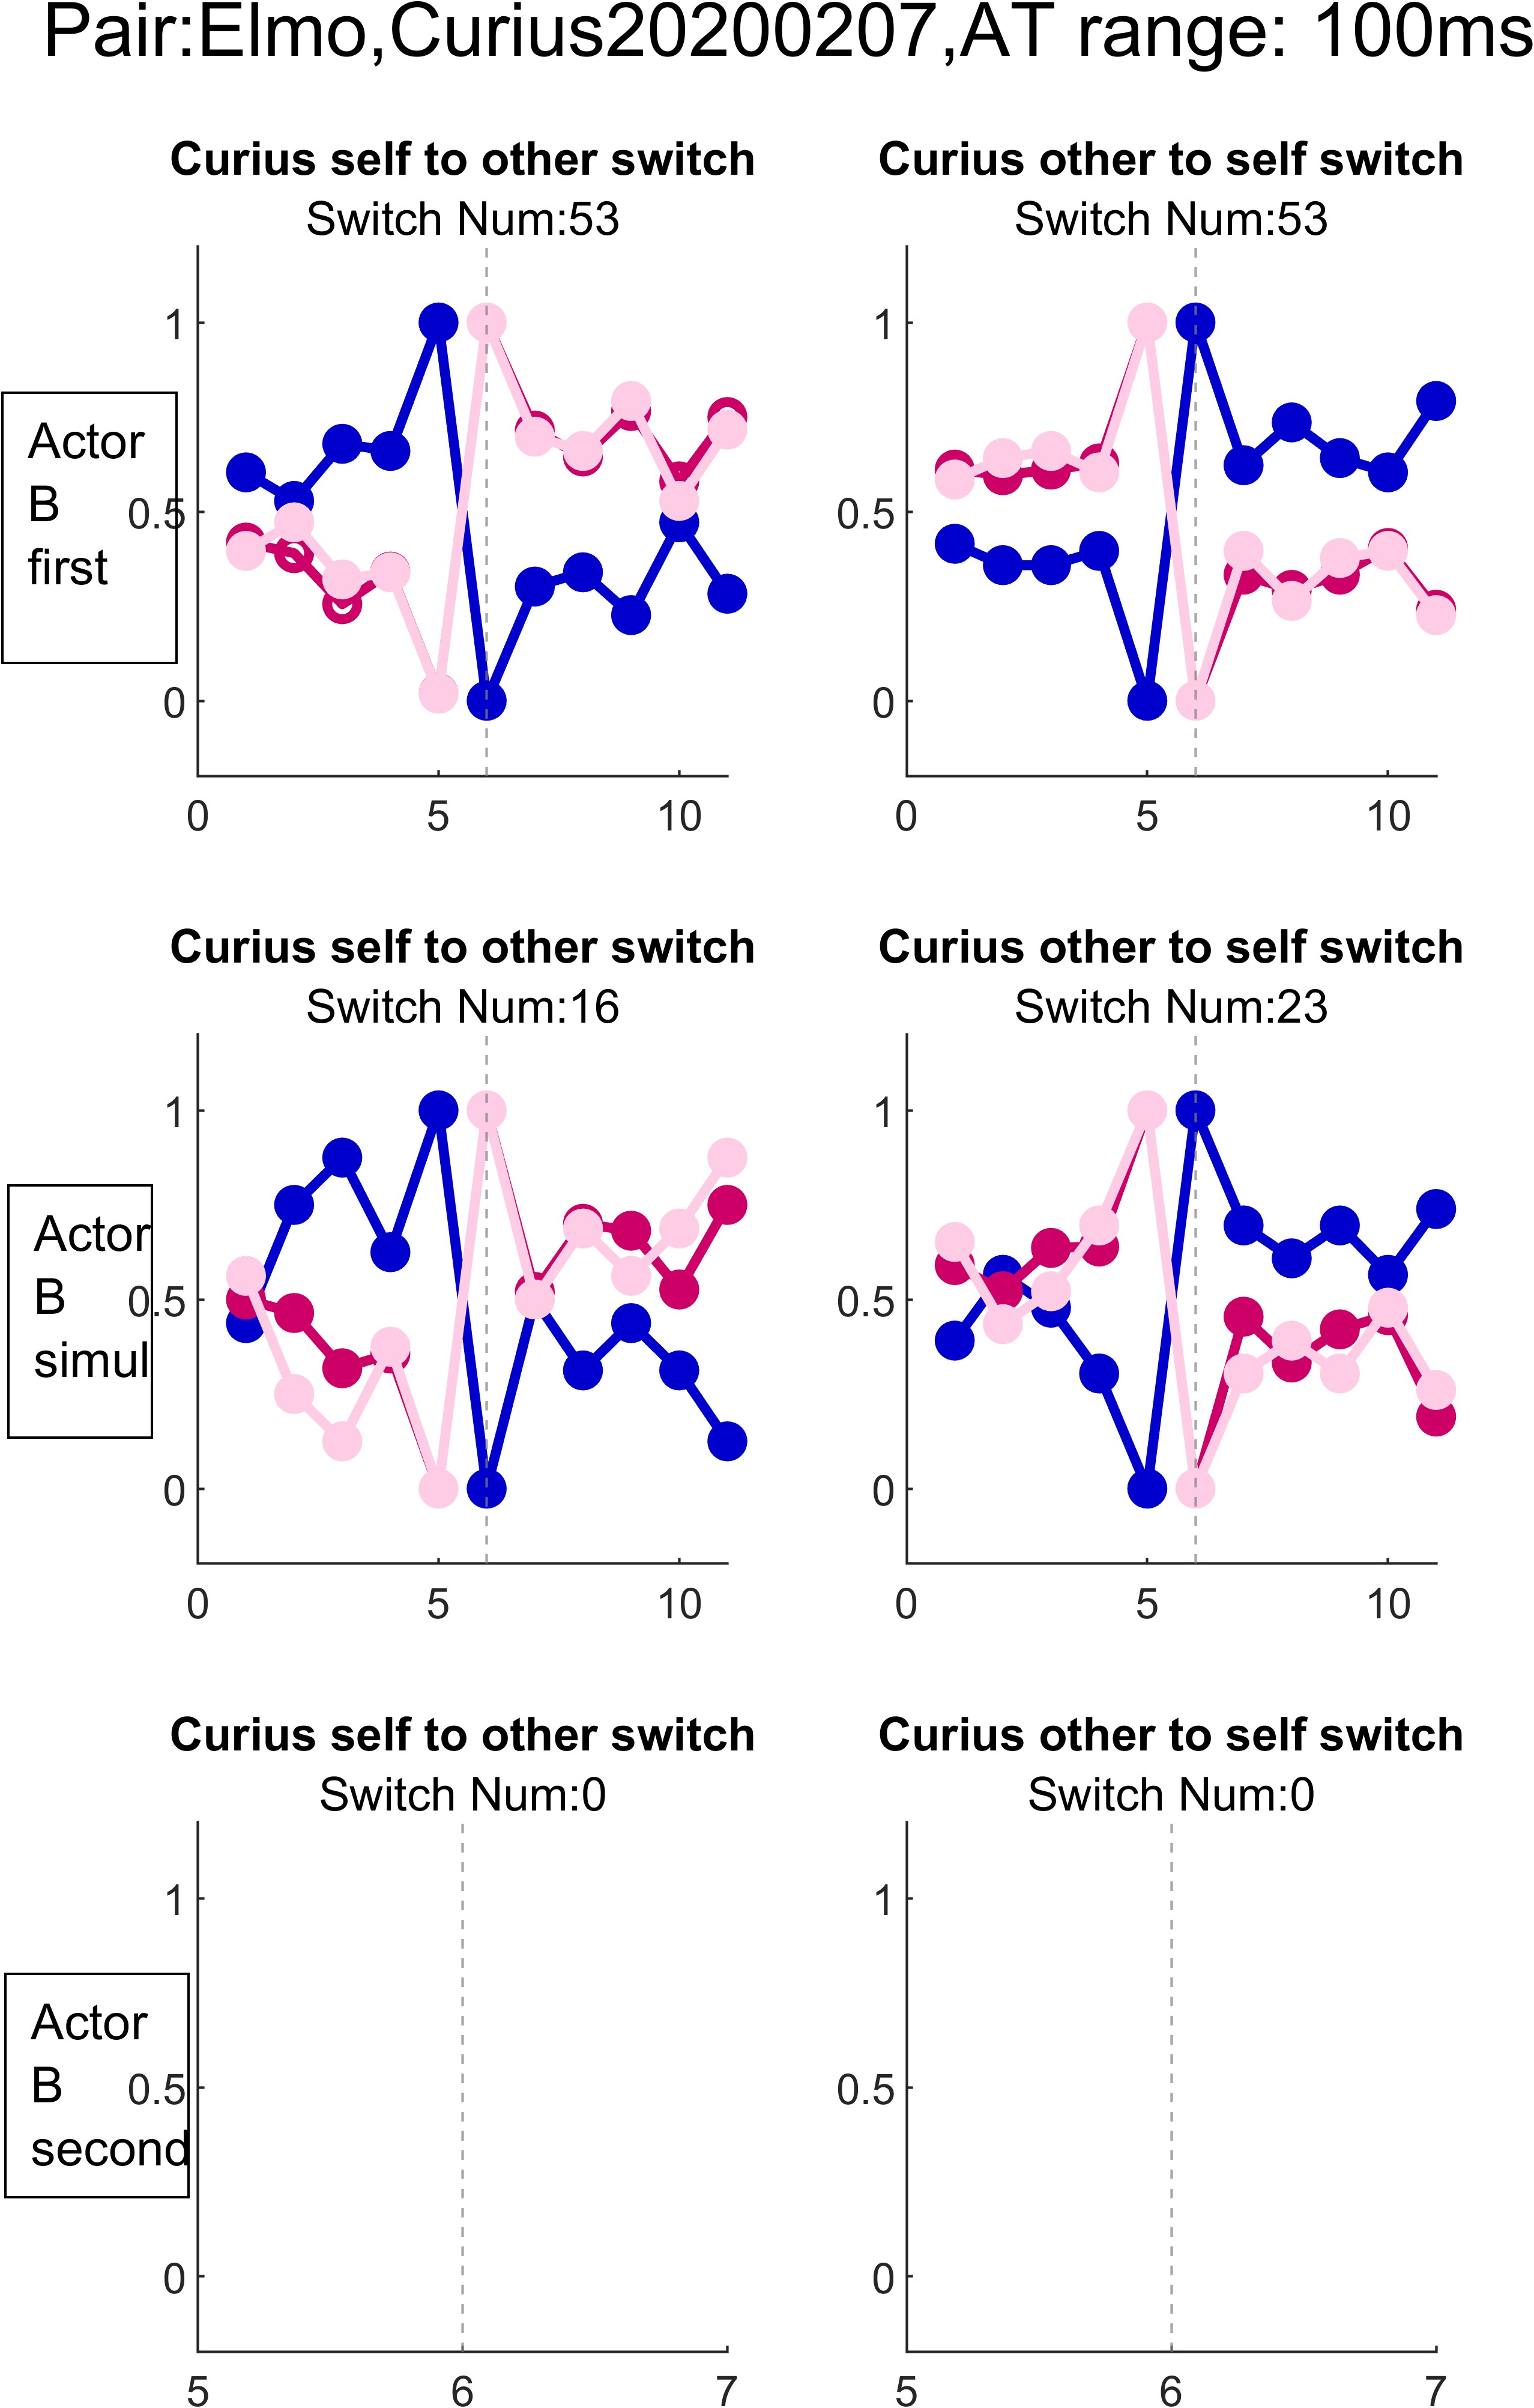 Pair:Elmo,Curius20200207,AT range: 100ms
Curius self to other switch
Switch Num:53
1
0.5
0
0
5
10
Curius other to self switch
Switch Num:53
1
0.5
0
0
5
10
Actor
B
first
Curius self to other switch
Switch Num:16
1
0.5
0
0
5
10
Curius other to self switch
Switch Num:23
1
0.5
0
0
5
10
Actor
B
simul
Curius self to other switch
Switch Num:0
1
0.5
0
5
6
7
Curius other to self switch
Switch Num:0
1
0.5
0
5
6
7
Actor
B
second